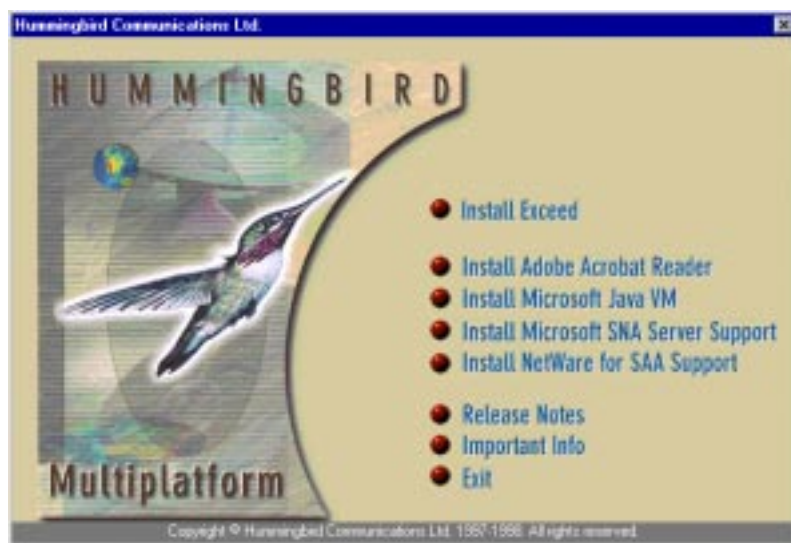 Hummingbird Communications Ltd.
HUMMINGBIRD
Install Exceed
Install Adobe Acrobat Reader
Install Microsoft Java VM
Install Microsoft SNA Server Support
Install NetWare for SAA Support
Release Notes
Important Info
Exit
Multiplatform
Copyright © Hummingbird Communications Ltd. 1997-1998. All rights reserved.